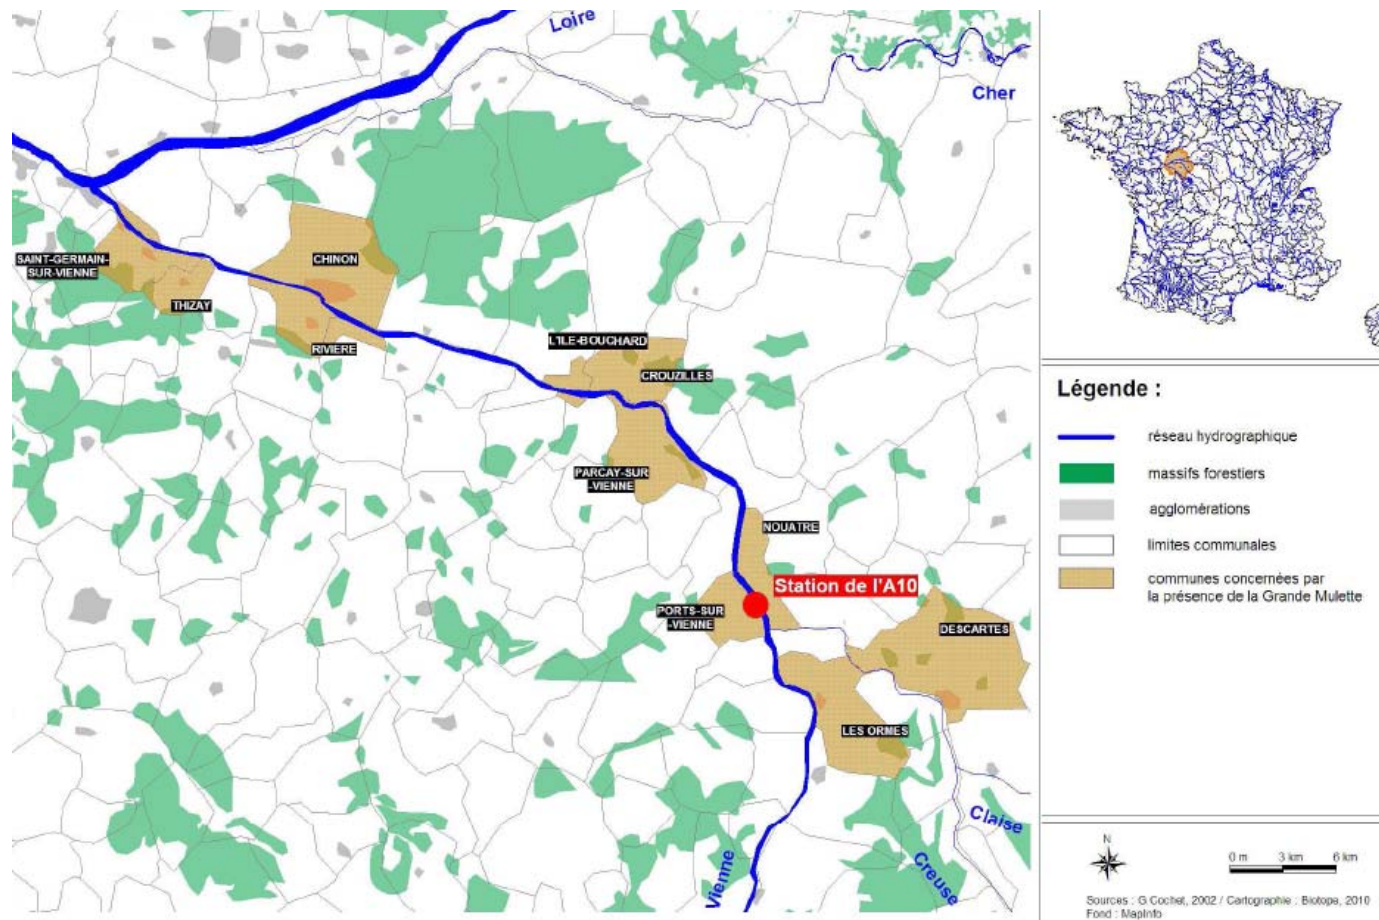 Loire
Cher
SAINT-GERMAIN-
SUR-VIENNE
CHINON
THIZAY
RIVIERE
L'ILE-BOUCHARD
CROUZILLES
PARCAY-SUR
-VIENNE
NOUATRE
Station de l'A10
PORTS-SUR
-VIENNE
DESCARTES
LES ORMES
Claise
Creuse
Vienne
Légende :
réseau hydrographique
massifs forestiers
agglomérations
limites communales
communes concernées par
la présence de la Grande Mulette
N
0 m 3 km 6 km
Sources : G Cochet, 2002 / Cartographie : Biotope, 2010
Fond : MapInfo